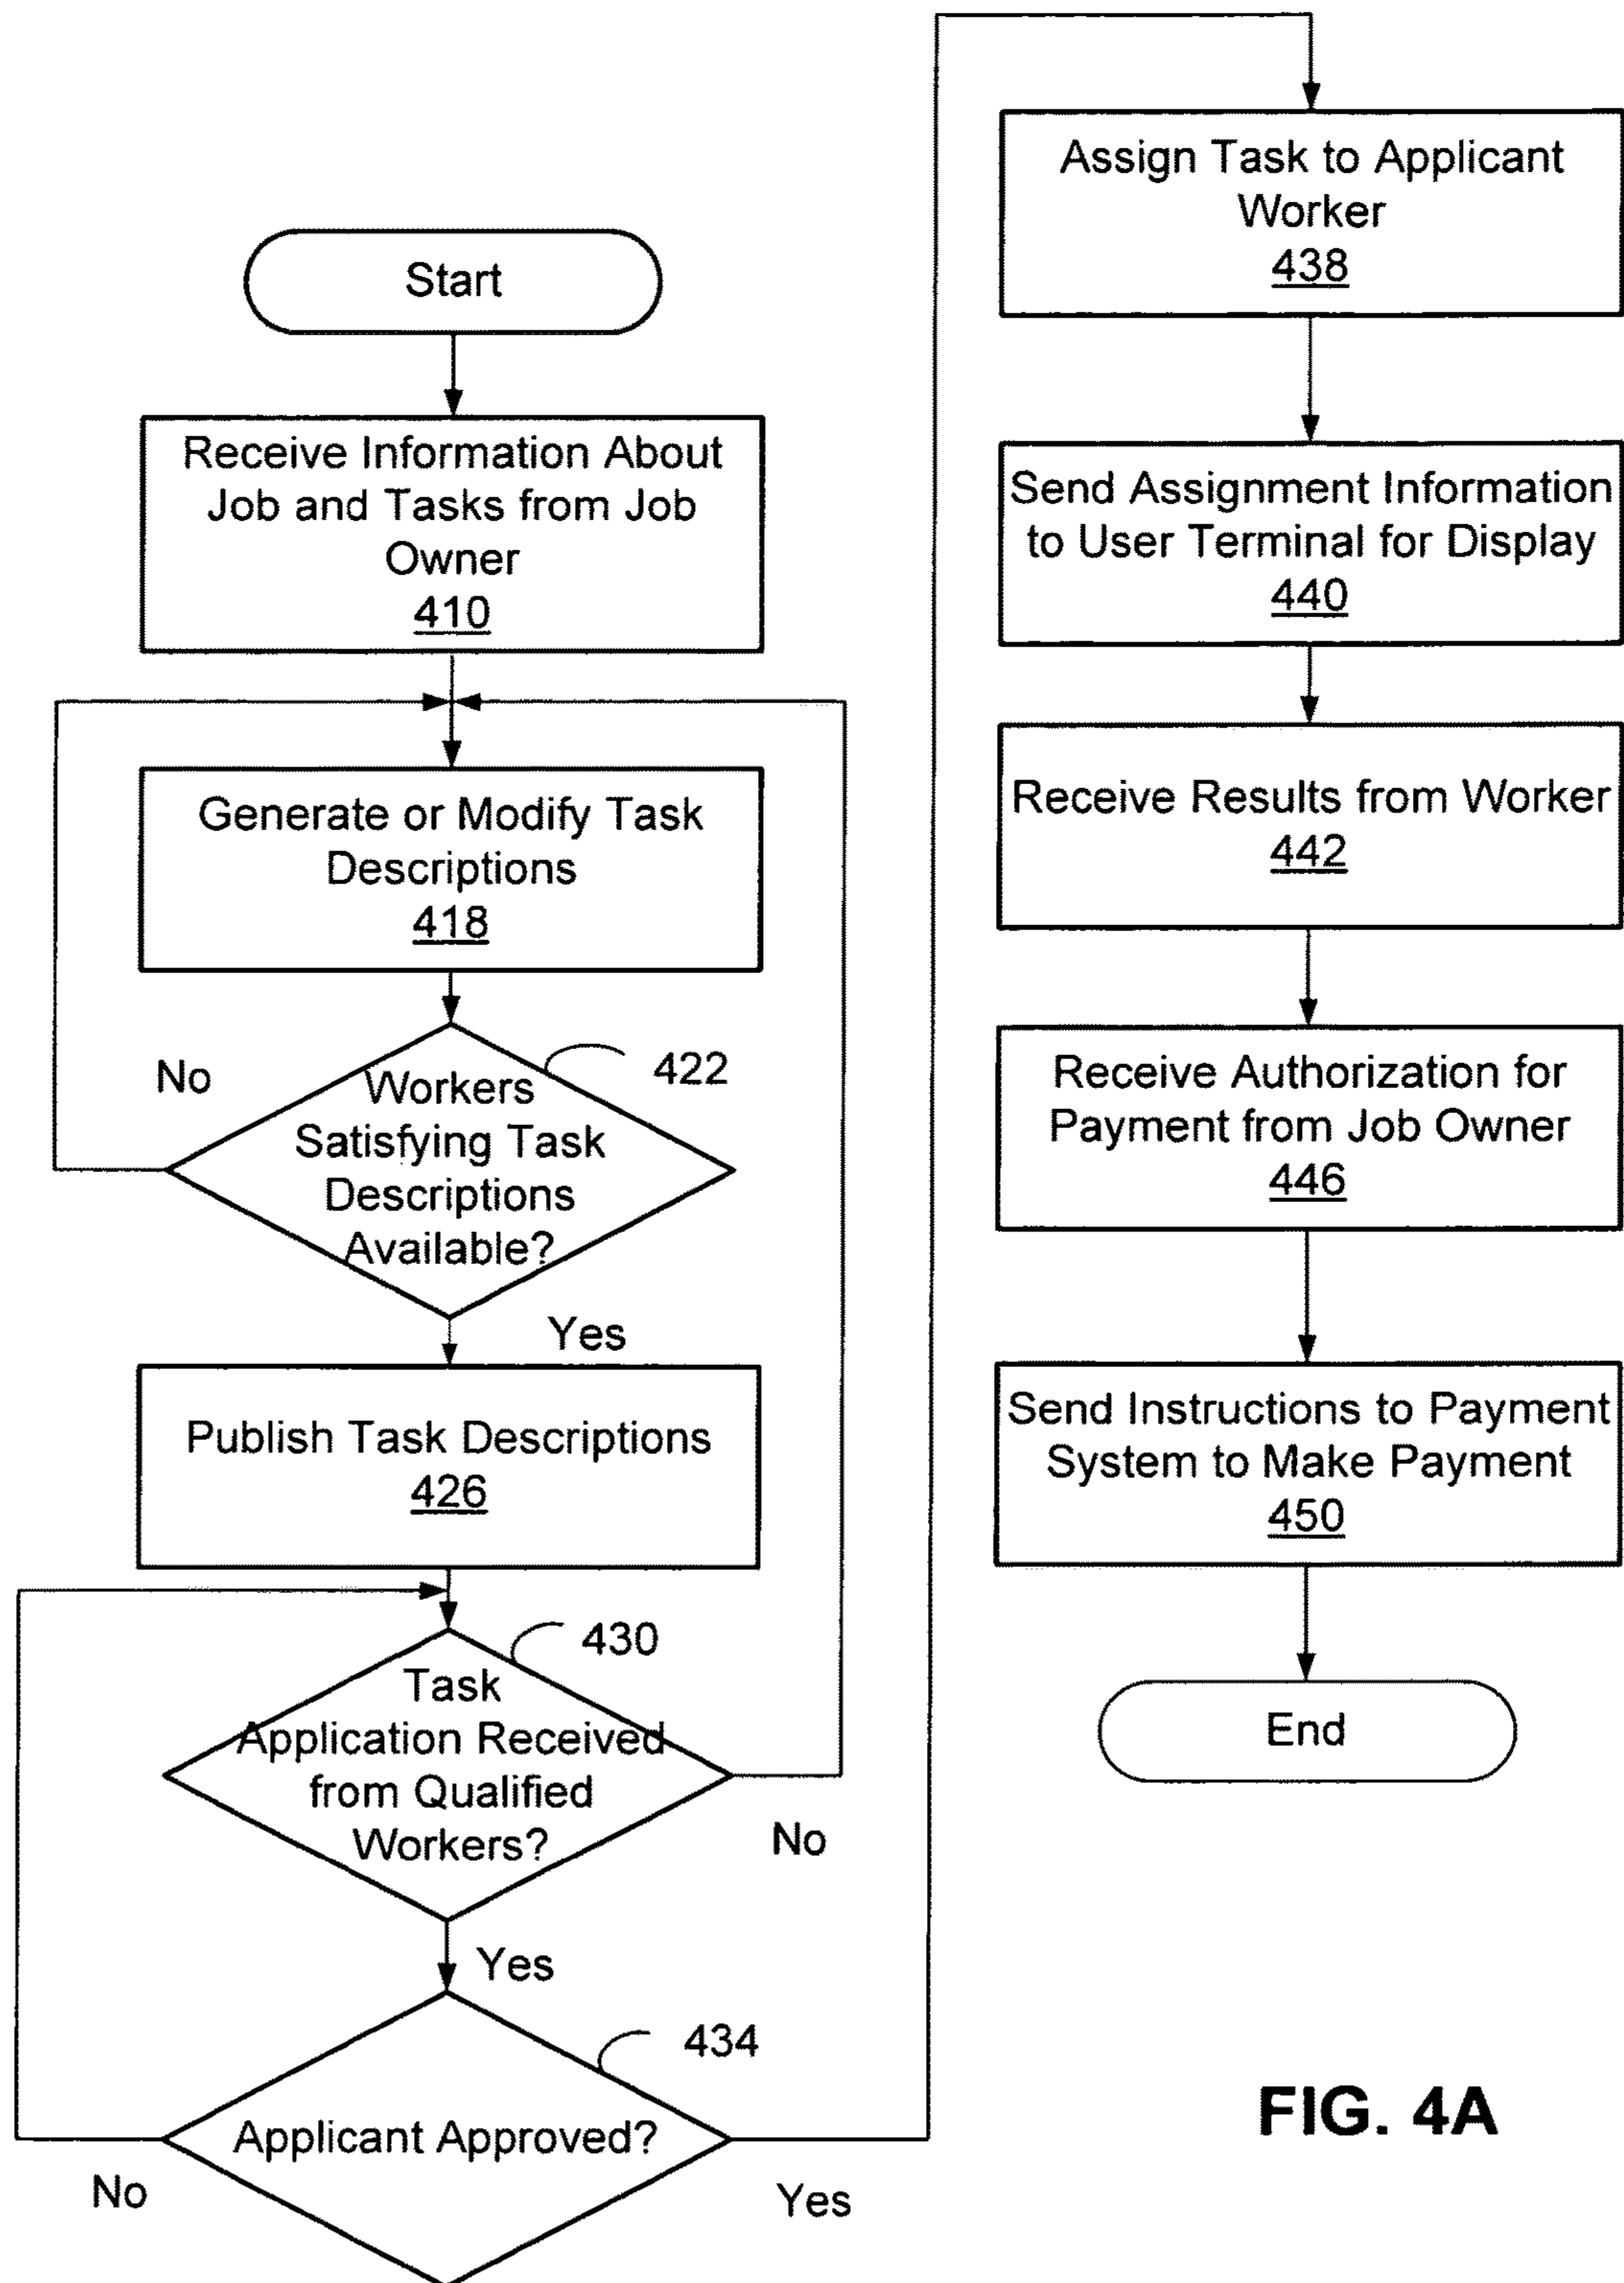 Start
Receive Information About
Job and Tasks from Job
Owner
410
Generate or Modify Task
Descriptions
418
No
422
Workers
Satisfying Task
Descriptions
Available?
Yes
Publish Task Descriptions
426
430
Task
Application Received
from Qualified
Workers?
No
Yes
434
Applicant Approved?
No
Yes
Assign Task to Applicant
Worker
438
Send Assignment Information
to User Terminal for Display
440
Receive Results from Worker
442
Receive Authorization for
Payment from Job Owner
446
Send Instructions to Payment
System to Make Payment
450
End
FIG. 4A